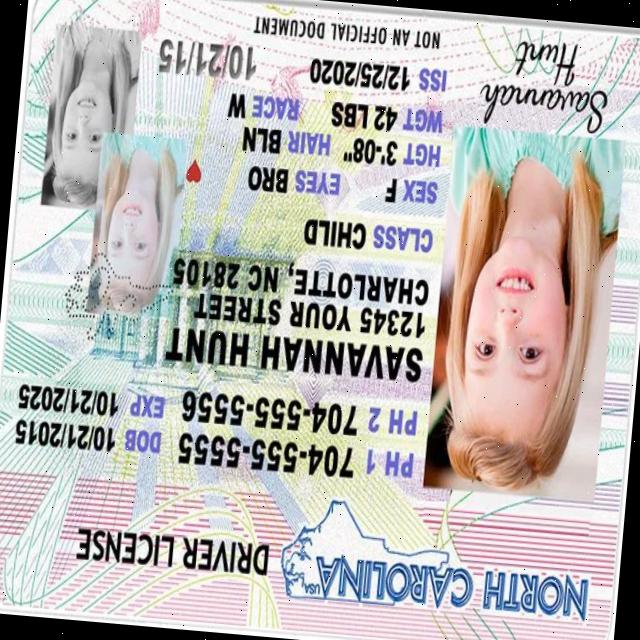 NORTH CAROLINA USA DRIVER LICENSE
PH 1 704-555-5555 DOB 10/21/2015
PH 2 704-555-5556 EXP 10/21/2025
SAVANNAH HUNT
12345 YOUR STREET
CHARLOTTE, NC 28105
CLASS CHILD
SEX F EYES BRO
HGT -3'-08" HAIR BLN
WGT 42 LBS RACE W
ISS 12/25/2020 10/21/15
NOT AN OFFICIAL DOCUMENT
Savannah
Hunt